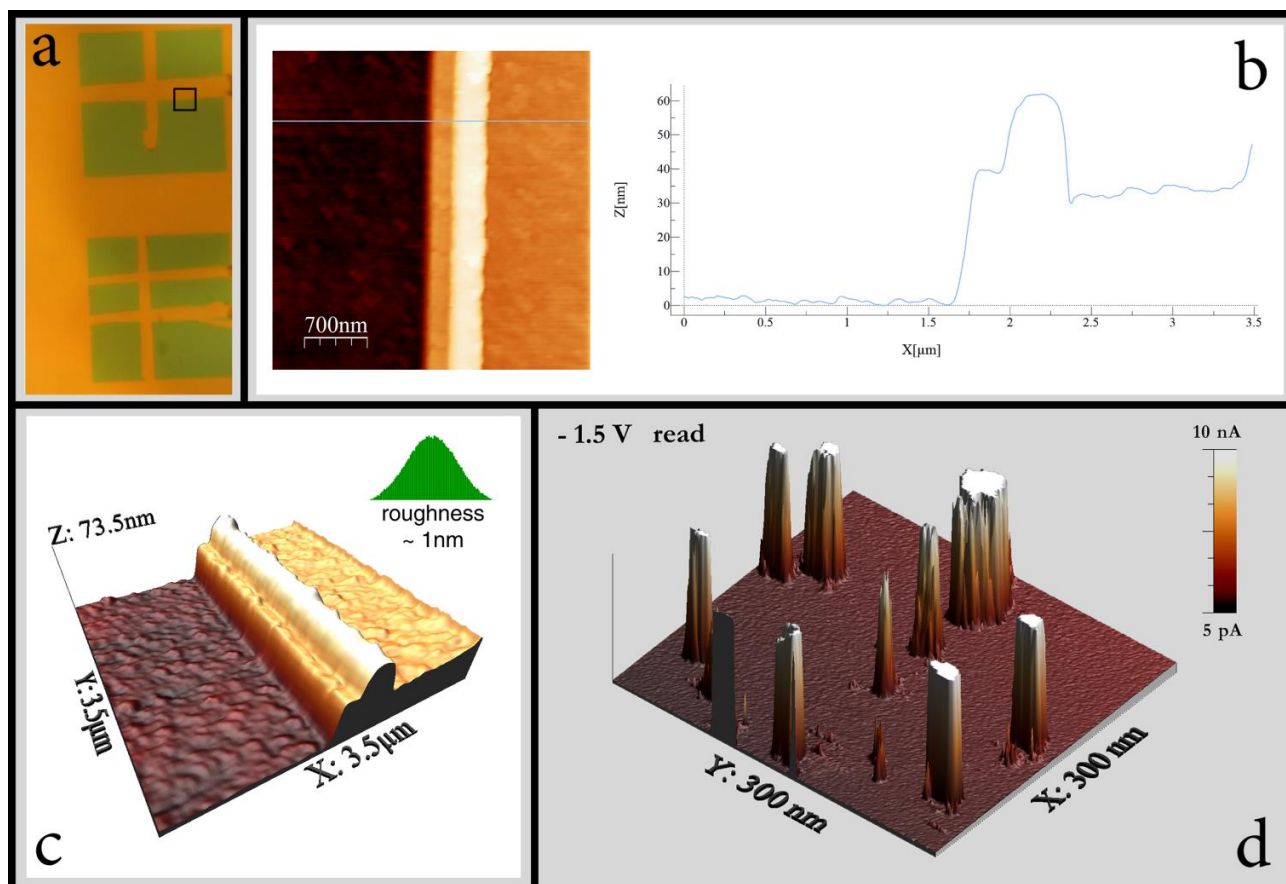 a
b
700nm
Z[nm]
60
50
40
30
20
10
0
0
0.5
1
1.5
2
2.5
3
3.5
X[µm]
c
Z: 73.5nm
Y:3.5µm
X: 3.5µm
roughness
~ 1nm
d
- 1.5 V read
10 nA
5 pA
Y: 300 nm
X: 300 nm